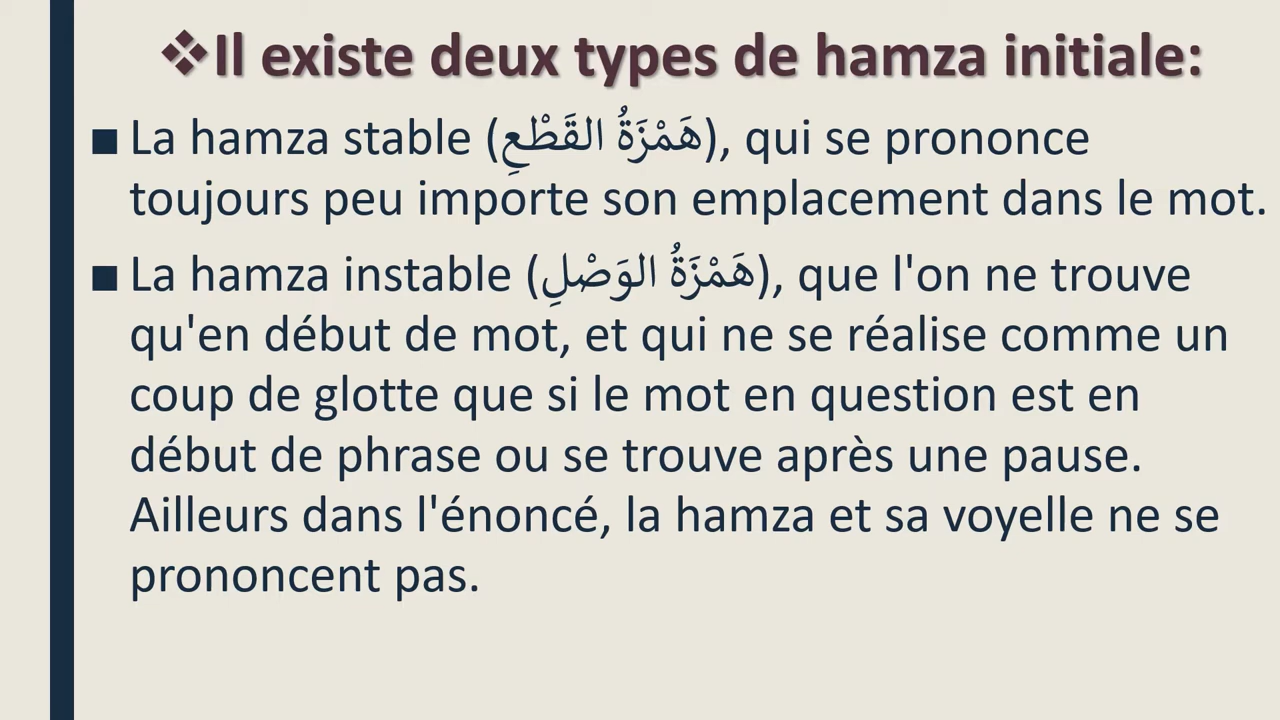 ❖Il existe deux types de hamza initiale:
■ La hamza stable (هَمْزَةُ القَطْعِ), qui se prononce
toujours peu importe son emplacement dans le mot.
■ La hamza instable (هَمْزَةُ الوَصْلِ), que l'on ne trouve
qu'en début de mot, et qui ne se réalise comme un
coup de glotte que si le mot en question est en
début de phrase ou se trouve après une pause.
Ailleurs dans l'énoncé, la hamza et sa voyelle ne se
prononcent pas.